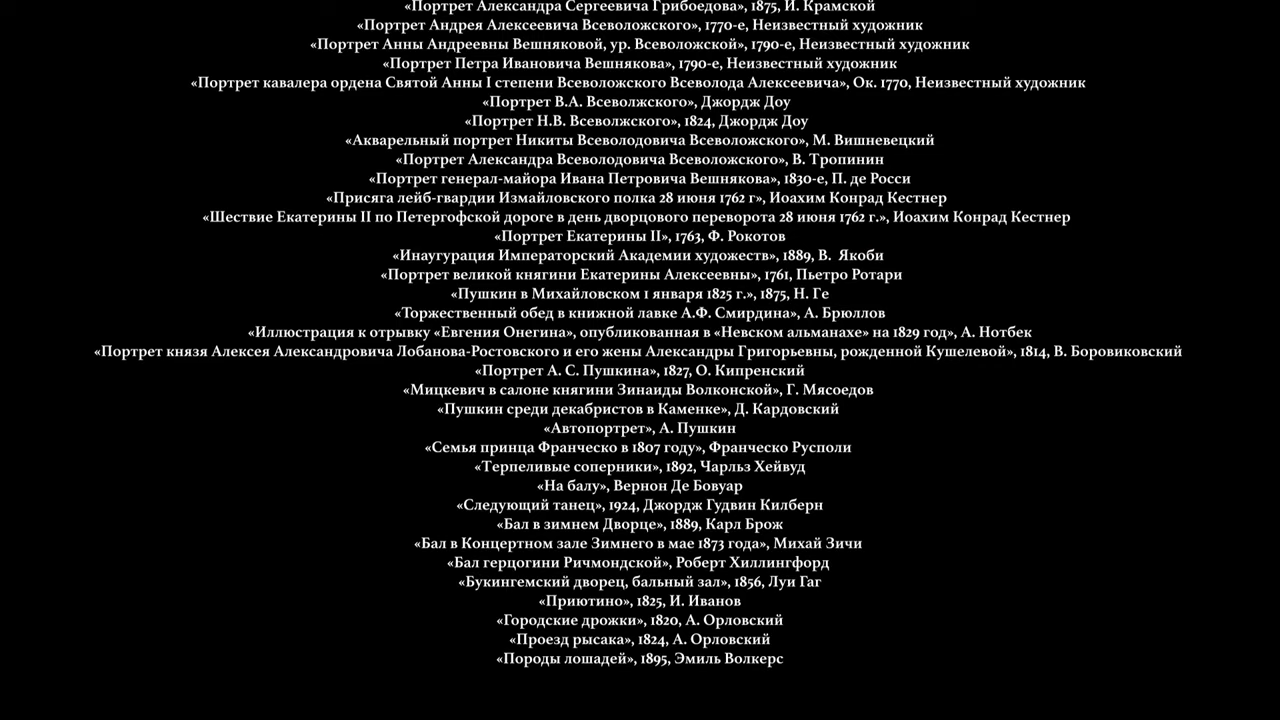 «Портрет Александра Сергеевича Грибоедова», 1875, И. Крамской
«Портрет Андрея Алексеевича Всеволожского», 1770-е, Неизвестный художник
«Портрет Анны Андреевны Вешняковой, ур. Всеволожской», 1790-е, Неизвестный художник
«Портрет Петра Ивановича Вешнякова», 1790-е, Неизвестный художник
«Портрет кавалера ордена Святой Анны I степени Всеволожского Всеволода Алексеевича», Ок. 1770, Неизвестный художник
«Портрет В.А. Всеволжского», Джордж Доу
«Портрет Н.В. Всеволжского», 1824, Джордж Доу
«Акварельный портрет Никиты Всеволодовича Всеволожского», М. Вишневецкий
«Портрет Александра Всеволодовича Всеволожского», В. Тропинин
«Портрет генерал-майора Ивана Петровича Вешнякова», 1830-е, П. де Росси
«Присяга лейб-гвардии Измайловского полка 28 июня 1762 г», Иоахим Конрад Кестнер
«Шествие Екатерины II по Петергофской дороге в день дворцового переворота 28 июня 1762 г.», Иоахим Конрад Кестнер
«Портрет Екатерины II», 1763, Ф. Рокотов
«Инаугурация Императорский Академии художеств», 1889, В. Якоби
«Портрет великой княгини Екатерины Алексеевны», 1761, Пьетро Ротари
«Пушкин в Михайловском 1 января 1825 г.», 1875, Н. Ге
«Торжественный обед в книжной лавке А.Ф. Смирдина», А. Брюллов
«Иллюстрация к отрывку «Евгения Онегина», опубликованная в «Невском альманахе» на 1829 год», А. Нотбек
«Портрет князя Алексея Александровича Лобанова-Ростовского и его жены Александры Григорьевны, рожденной Кушелевой», 1814, В. Боровиковский
«Портрет А. С. Пушкина», 1827, О. Кипренский
«Мицкевич в салоне княгини Зинаиды Волконской», Г. Мясоедов
«Пушкин среди декабристов в Каменке», Д. Кардовский
«Автопортрет», А. Пушкин
«Семья принца Франческо в 1807 году», Франческо Русполи
«Терпеливые соперники», 1892, Чарльз Хейвуд
«На балу», Вернон Де Бовуар
«Следующий танец», 1924, Джордж Гудвин Килберн
«Бал в зимнем Дворце», 1889, Карл Брож
«Бал в Концертном зале Зимнего в мае 1873 года», Михай Зичи
«Бал герцогини Ричмондской», Роберт Хиллингфорд
«Букингемский дворец, бальный зал», 1856, Луи Гаг
«Приютино», 1825, И. Иванов
«Городские дрожки», 1820, А. Орловский
«Проезд рысака», 1824, А. Орловский
«Породы лошадей», 1895, Эмиль Волкерс